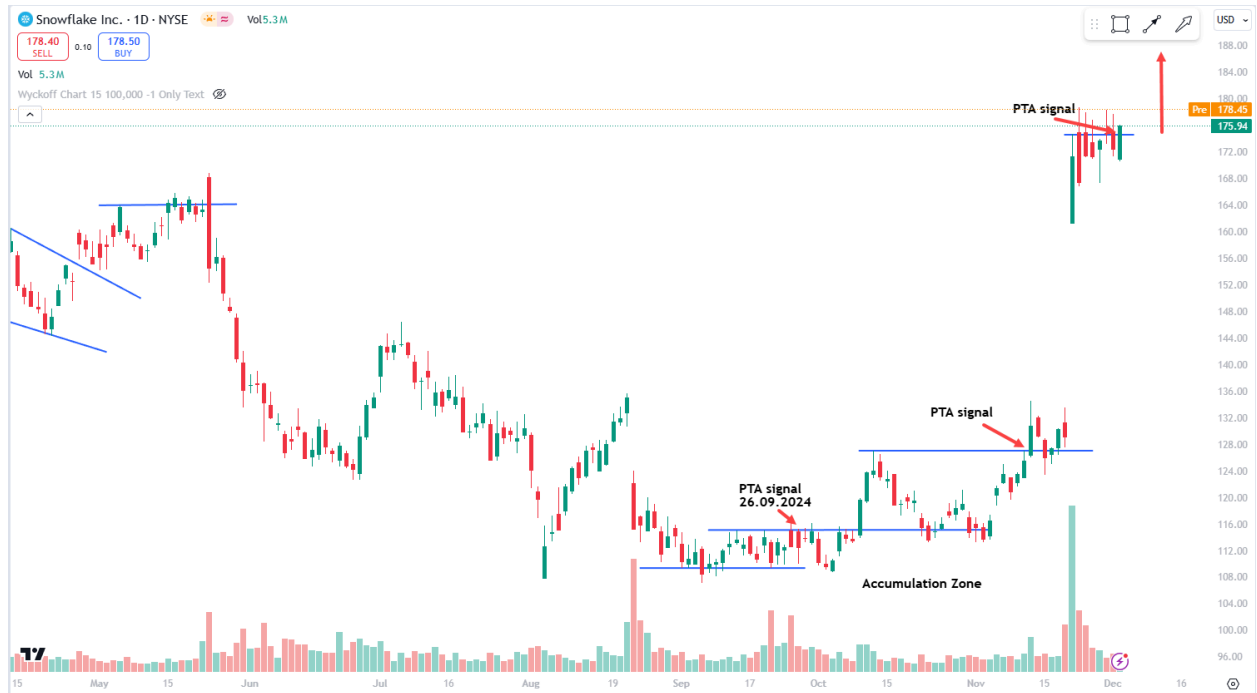 Snowflake Inc. · 1D · NYSE Vol5.3M
178.40 SELL 0.10 178.50 BUY
Vol 5.3M
Wyckoff Chart 15 100,000 -1 Only Text
USD
188.00
184.00
180.00
Pre 178.45
175.94
172.00
168.00
164.00
160.00
156.00
152.00
148.00
144.00
140.00
136.00
132.00
128.00
124.00
120.00
116.00
112.00
108.00
104.00
100.00
96.00
PTA signal
PTA signal
PTA signal
26.09.2024
Accumulation Zone
15 May 15 Jun Jul 16 Aug 19 Sep 16 Oct 15 Nov 15 Dec 16